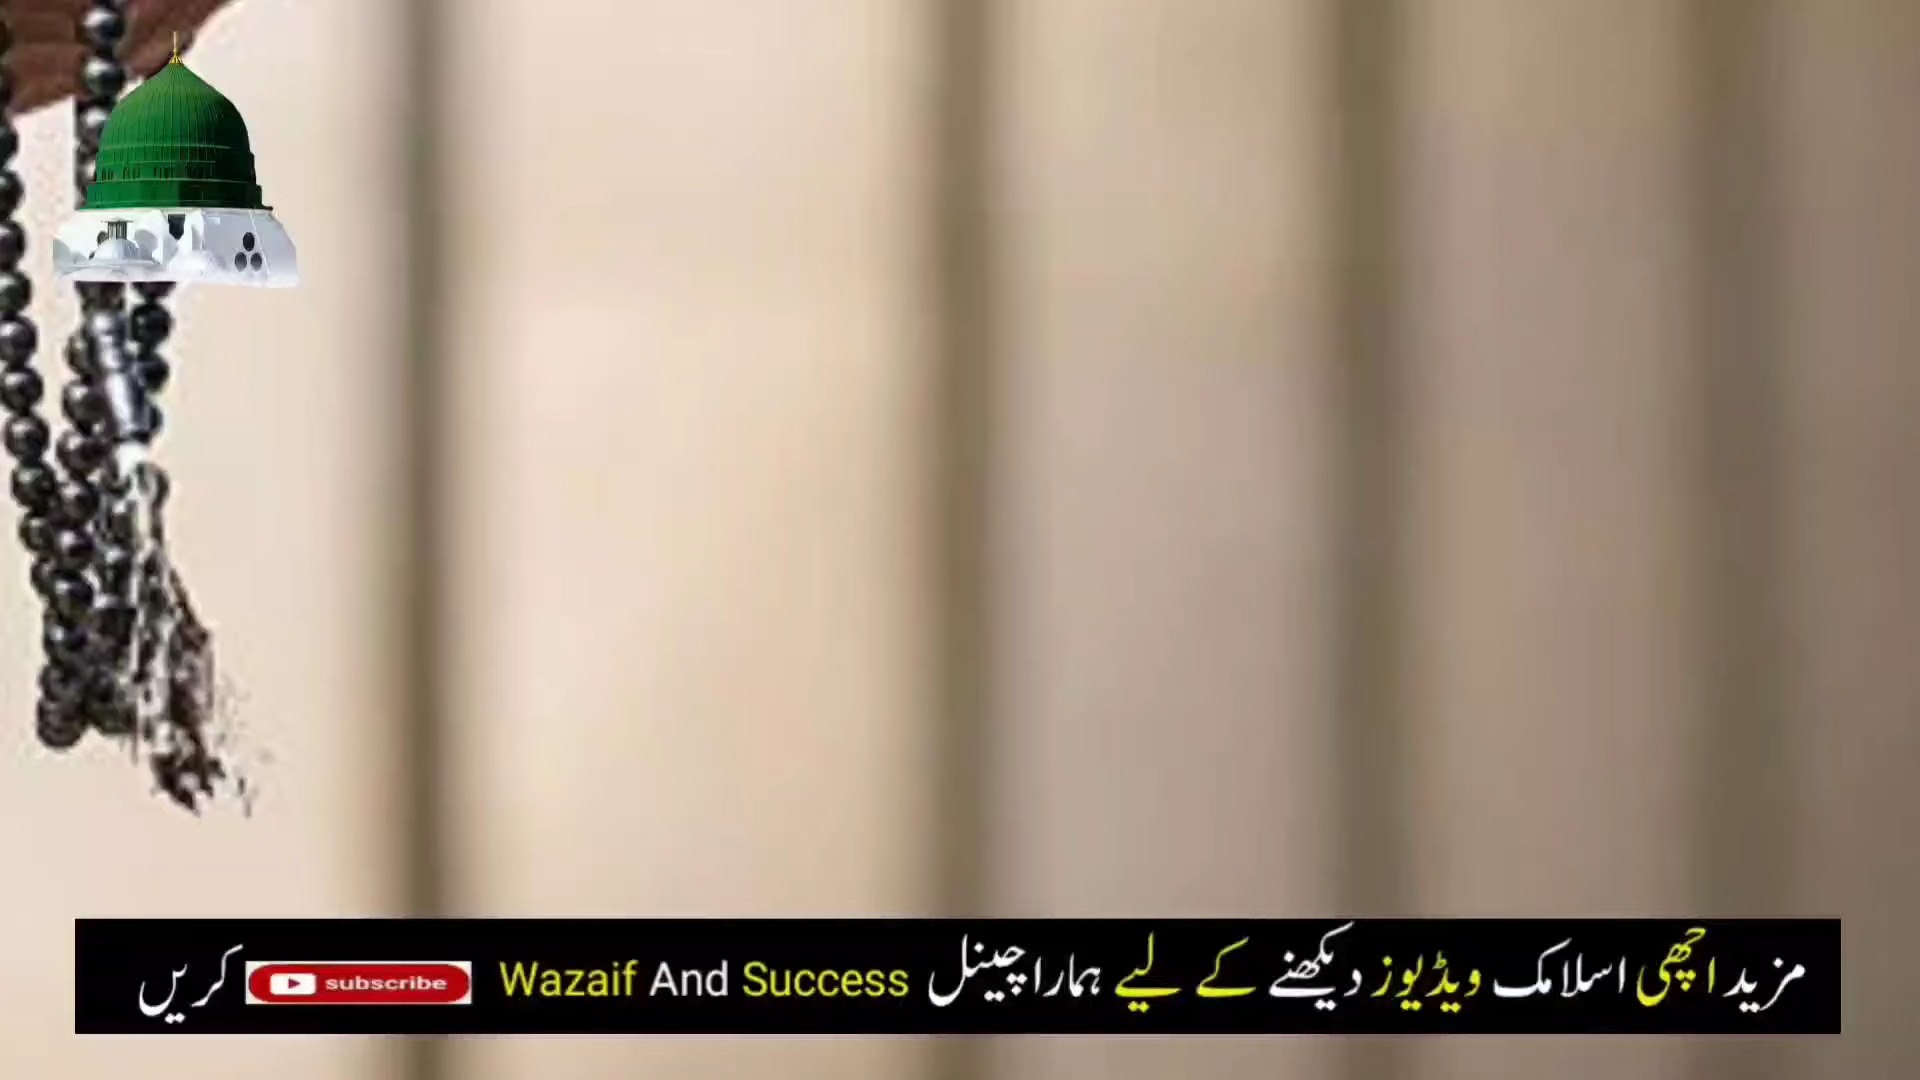 مزید اچھی اسلامک ویڈیوز دیکھنے کے لیے ہمارا چینل Wazaif And Success subscribe کریں